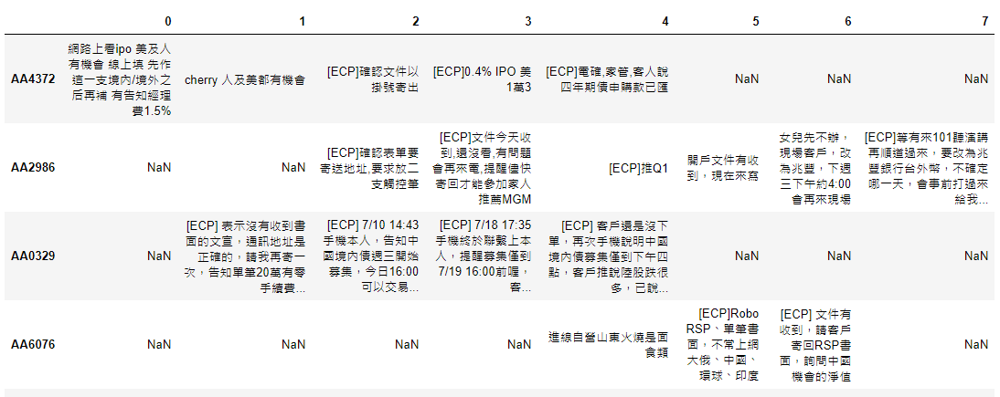 0 1 2 3 4 5 6 7
AA4372
網路上看ipo 美及人
有機會 線上填 先作
這一支境內/境外之
后再補 有告知經理
費1.5%
cherry 人及美都有機會
[ECP]確認文件以
掛號寄出
[ECP]0.4% IPO 美
1萬3
[ECP]電確,家管,客人說
四年期債申購款已匯
NaN
NaN
NaN
AA2986
NaN
NaN
[ECP]確認表單要
寄送地址,要求放二
支觸控筆
[ECP]文件今天收
到,還沒看,有問題
會再來電,提醒儘快
寄回才能參加家人
推薦MGM
[ECP]推Q1
開戶文件有收
到，現在來寫
女兒先不辦，
現場客戶，改
為兆豐，下週
三下午約4:00
會再來現場
[ECP]等有來101聽演講
再順道過來，要改為兆
豐銀行台外幣，不確定
哪一天，會事前打過來
給我...
AA0329
NaN
[ECP] 表示沒有收到書
面的文宣，通訊地址是
正確的，請我再寄一
次，告知單筆20萬有零
手續費...
[ECP] 7/10 14:43
手機本人，告知中
國境內債週三開始
募集，今日16:00
可以交易...
[ECP] 7/18 17:35
手機終於聯繫上本
人，提醒募集僅到
7/19 16:00前喔，
客...
[ECP] 客戶還是沒下
單，再次手機說明中國
境內債募集僅到下午四
點，客戶推說陸股跌很
多，已說...
NaN
NaN
NaN
AA6076
NaN
NaN
NaN
NaN
進線自營山東火燒是面
食類
[ECP]Robo
RSP、單筆書
面，不常上網
大俄、中國、
環球、印度
[ECP] 文件有
收到，請客戶
寄回RSP書
面，詢問中國
機會的淨值
NaN